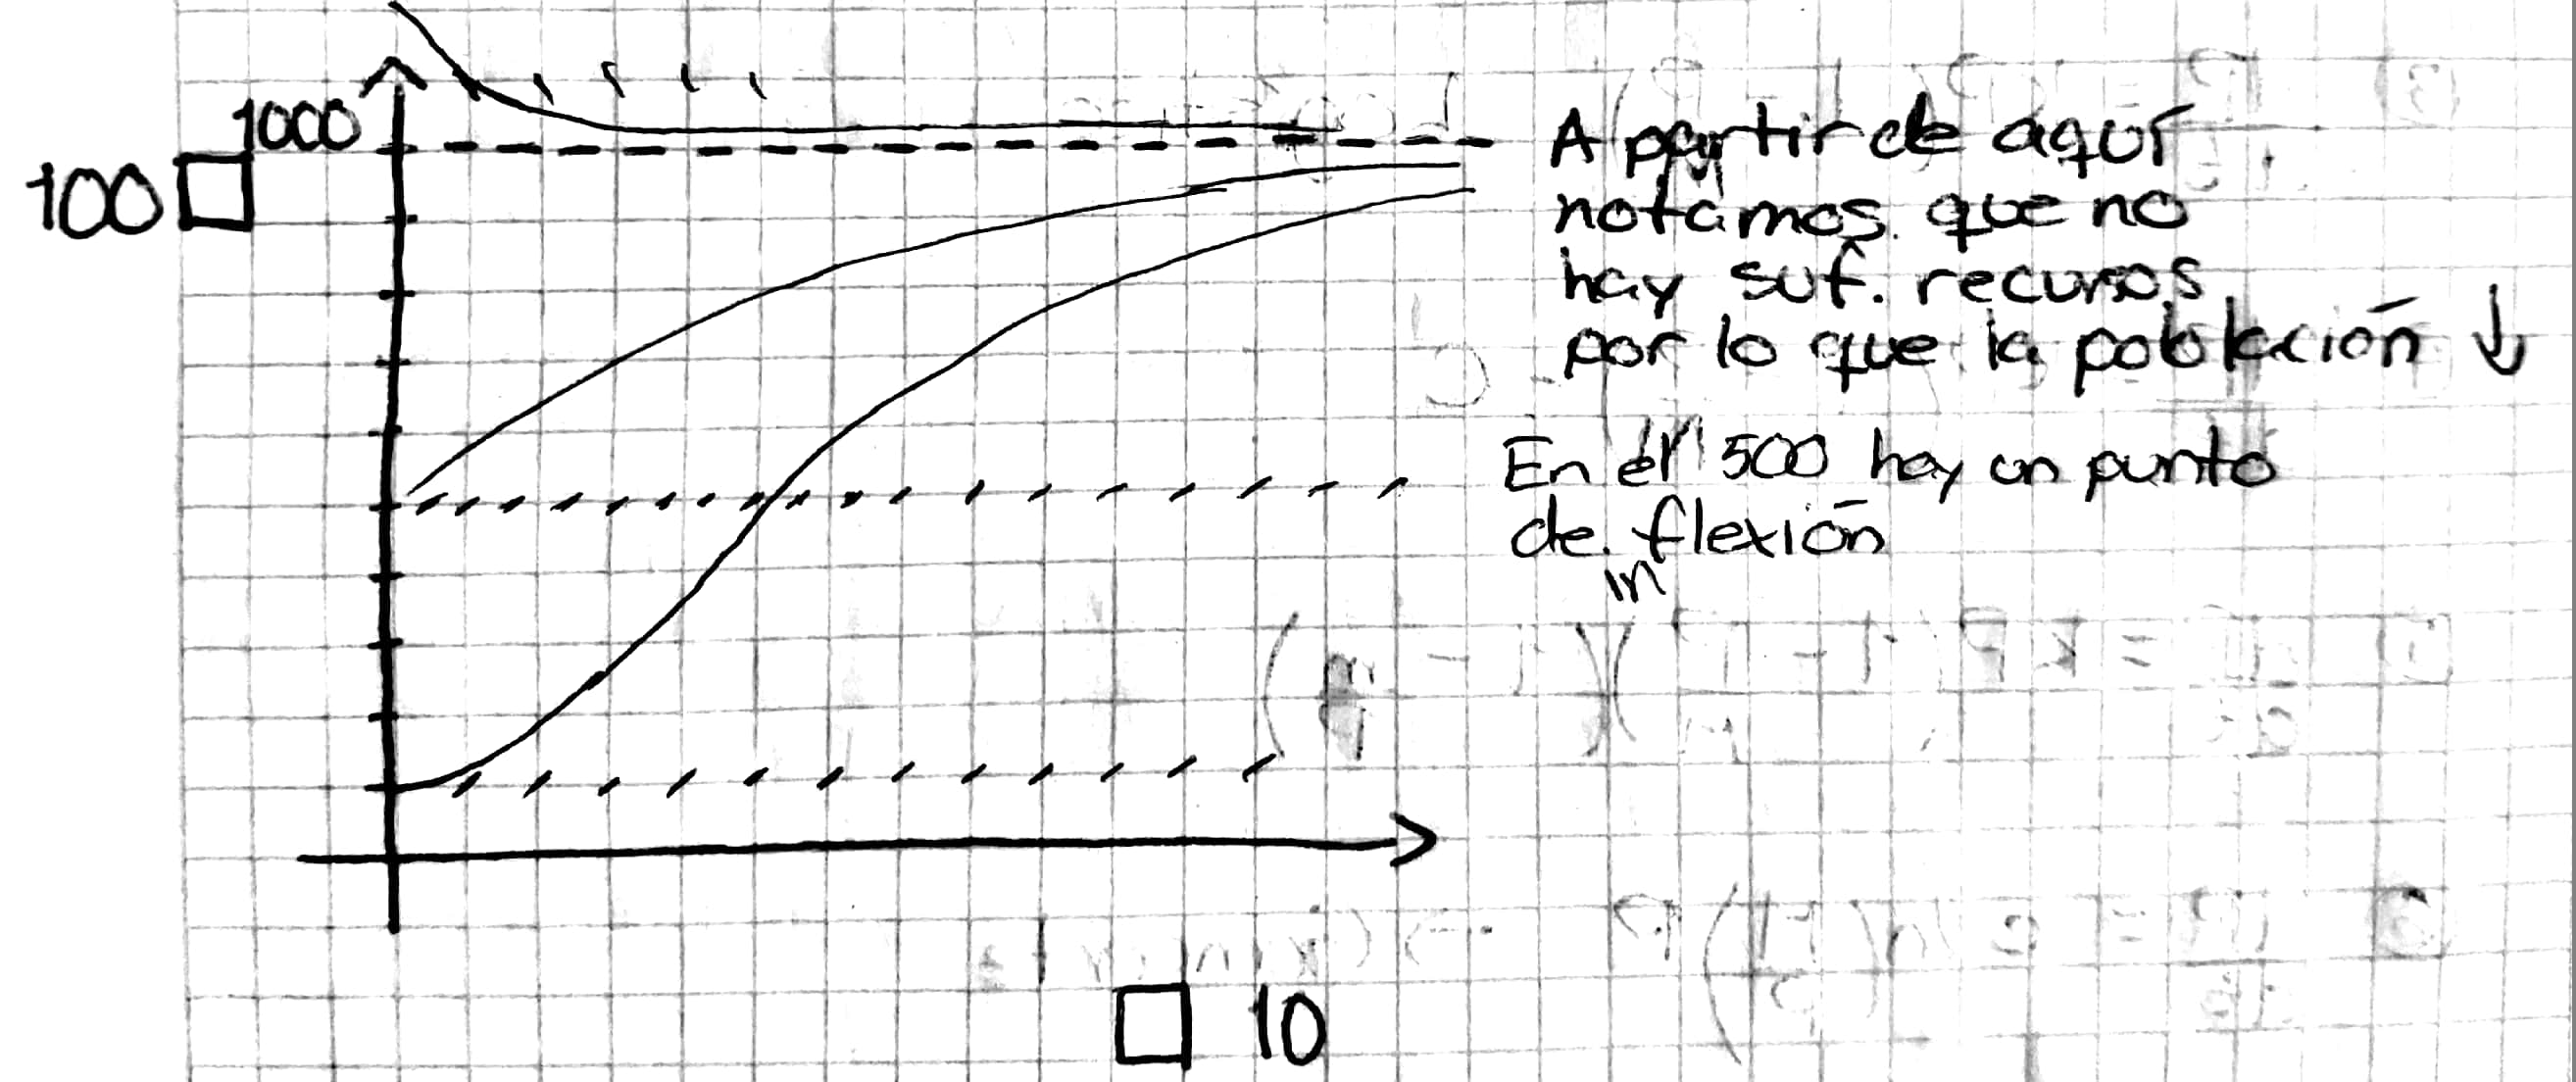 1000
100
A partir de aquí
notamos que no
hay suf. recursos
por lo que la población ↓
En el 500 hay un punto
de inflexión
10